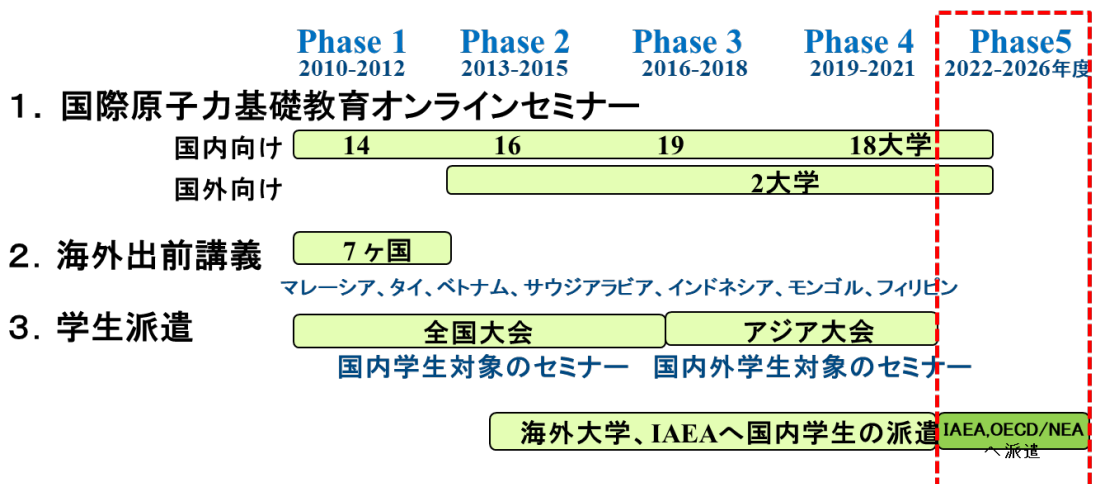 Phase 1 Phase 2 Phase 3 Phase 4 Phase5
2010-2012 2013-2015 2016-2018 2019-2021 2022-2026年度
1．国際原子力基礎教育オンラインセミナー
国内向け 14 16 19 18大学
国外向け 2大学
2．海外出前講義 7ヶ国
マレーシア、タイ、ベトナム、サウジアラビア、インドネシア、モンゴル、フィリピン
3．学生派遣 全国大会 アジア大会
国内学生対象のセミナー 国内外学生対象のセミナー
海外大学、IAEAへ国内学生の派遣 IAEA,OECD/NEA
へ派遣